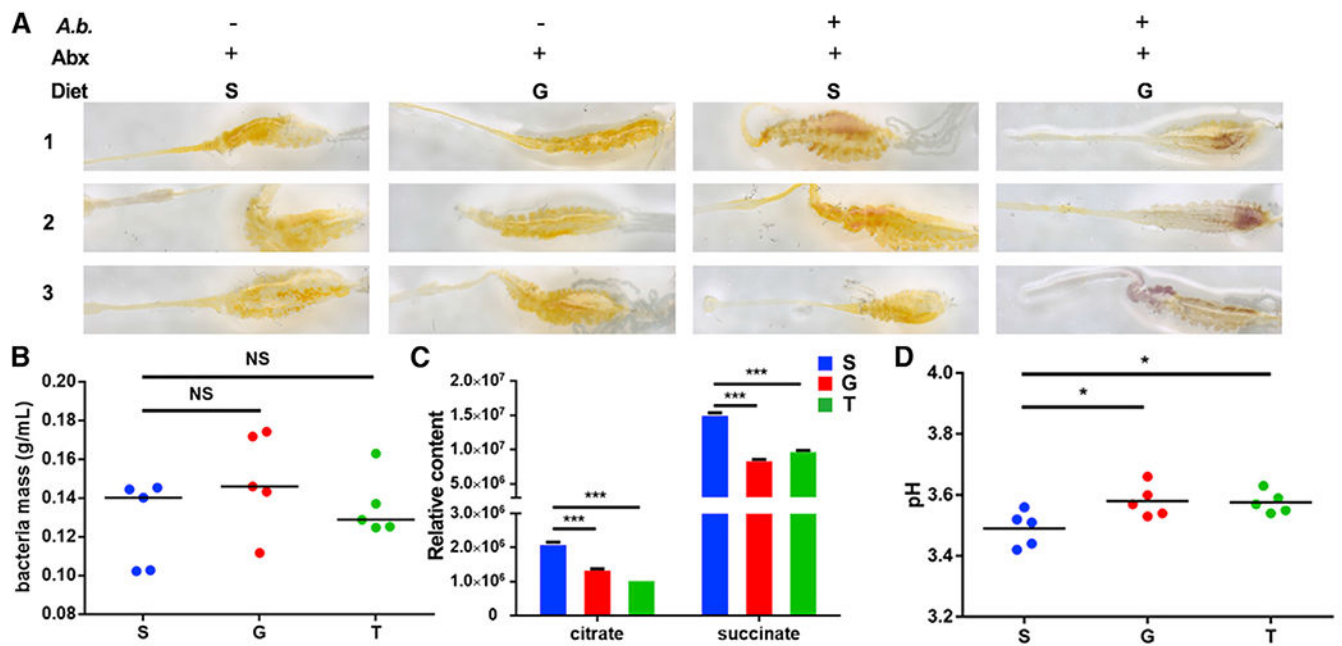 A
A.b. - - + +
Abx + + + +
Diet S G S G
1
2
3
B
NS
NS
bacteria mass (g/mL)
0.20
0.18
0.16
0.14
0.12
0.10
0.08
S G T
C
S
G
T
Relative content
2.0×10⁷
1.5×10⁷
1.0×10⁷
5.0×10⁶
3.0×10⁶
2.0×10⁶
1.0×10⁶
0
***
***
***
***
citrate succinate
D
*
*
pH
4.0
3.8
3.6
3.4
3.2
S G T